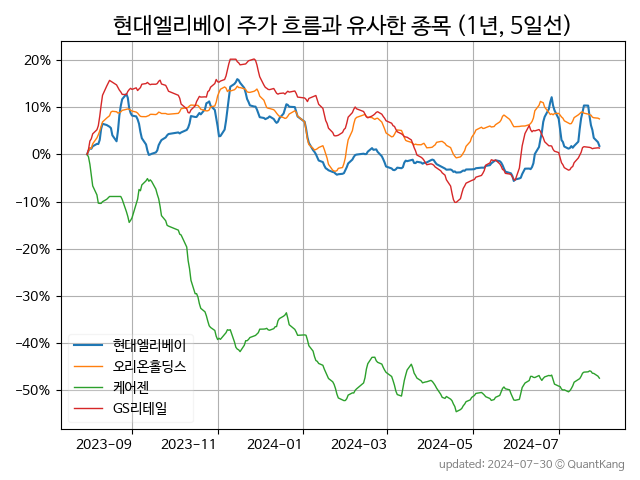 현대엘리베이 주가 흐름과 유사한 종목 (1년, 5일선)
20%
10%
0%
−10%
−20%
−30%
−40%
−50%
현대엘리베이
오리온홀딩스
케어젠
GS리테일
2023-09
2023-11
2024-01
2024-03
2024-05
2024-07
updated: 2024-07-30 © QuantKang